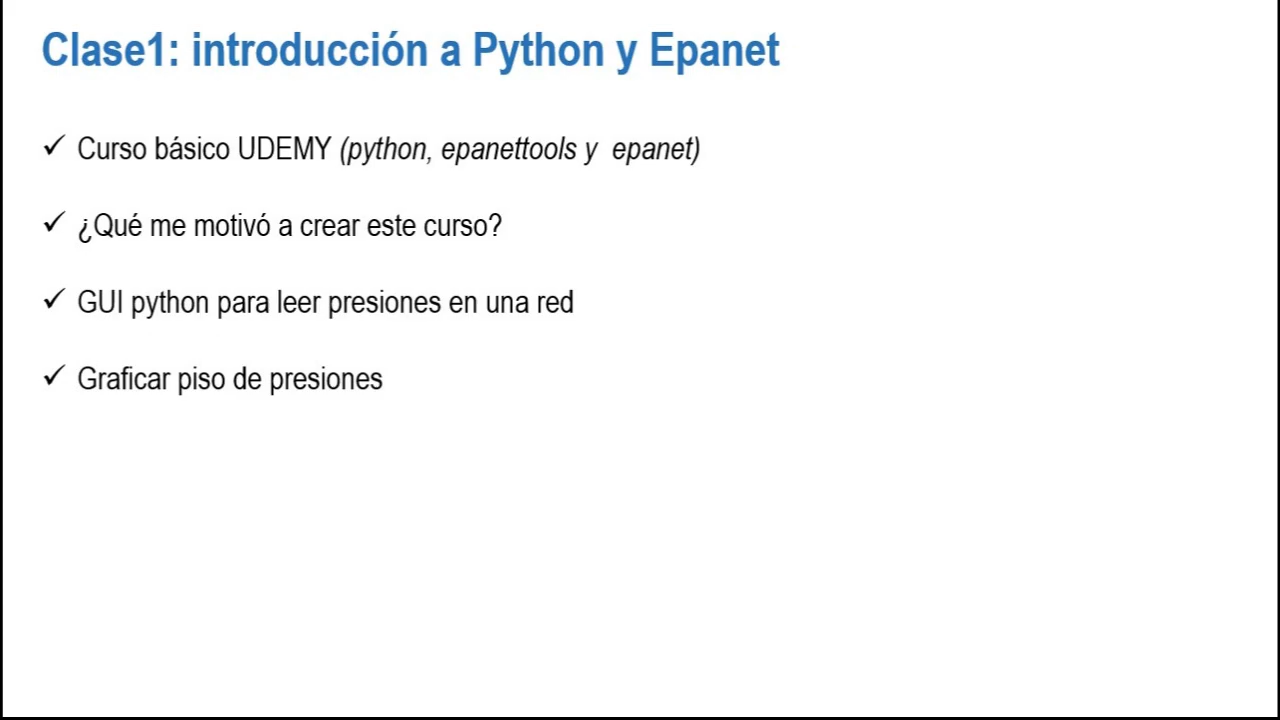 Clase1: introducción a Python y Epanet
✓ Curso básico UDEMY (python, epanettools y epanet)
✓ ¿Qué me motivó a crear este curso?
✓ GUI python para leer presiones en una red
✓ Graficar piso de presiones